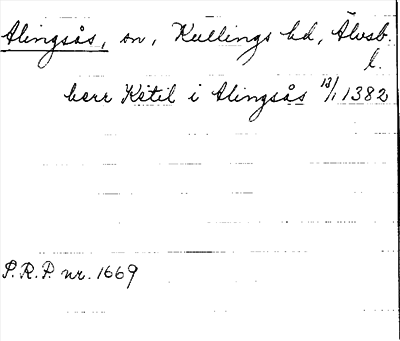 Alingsås, sn, Kullings hd, Älvsb.
l.
herr Ketil i Alingsås 13/1 1382
S.R.P. nr. 1669